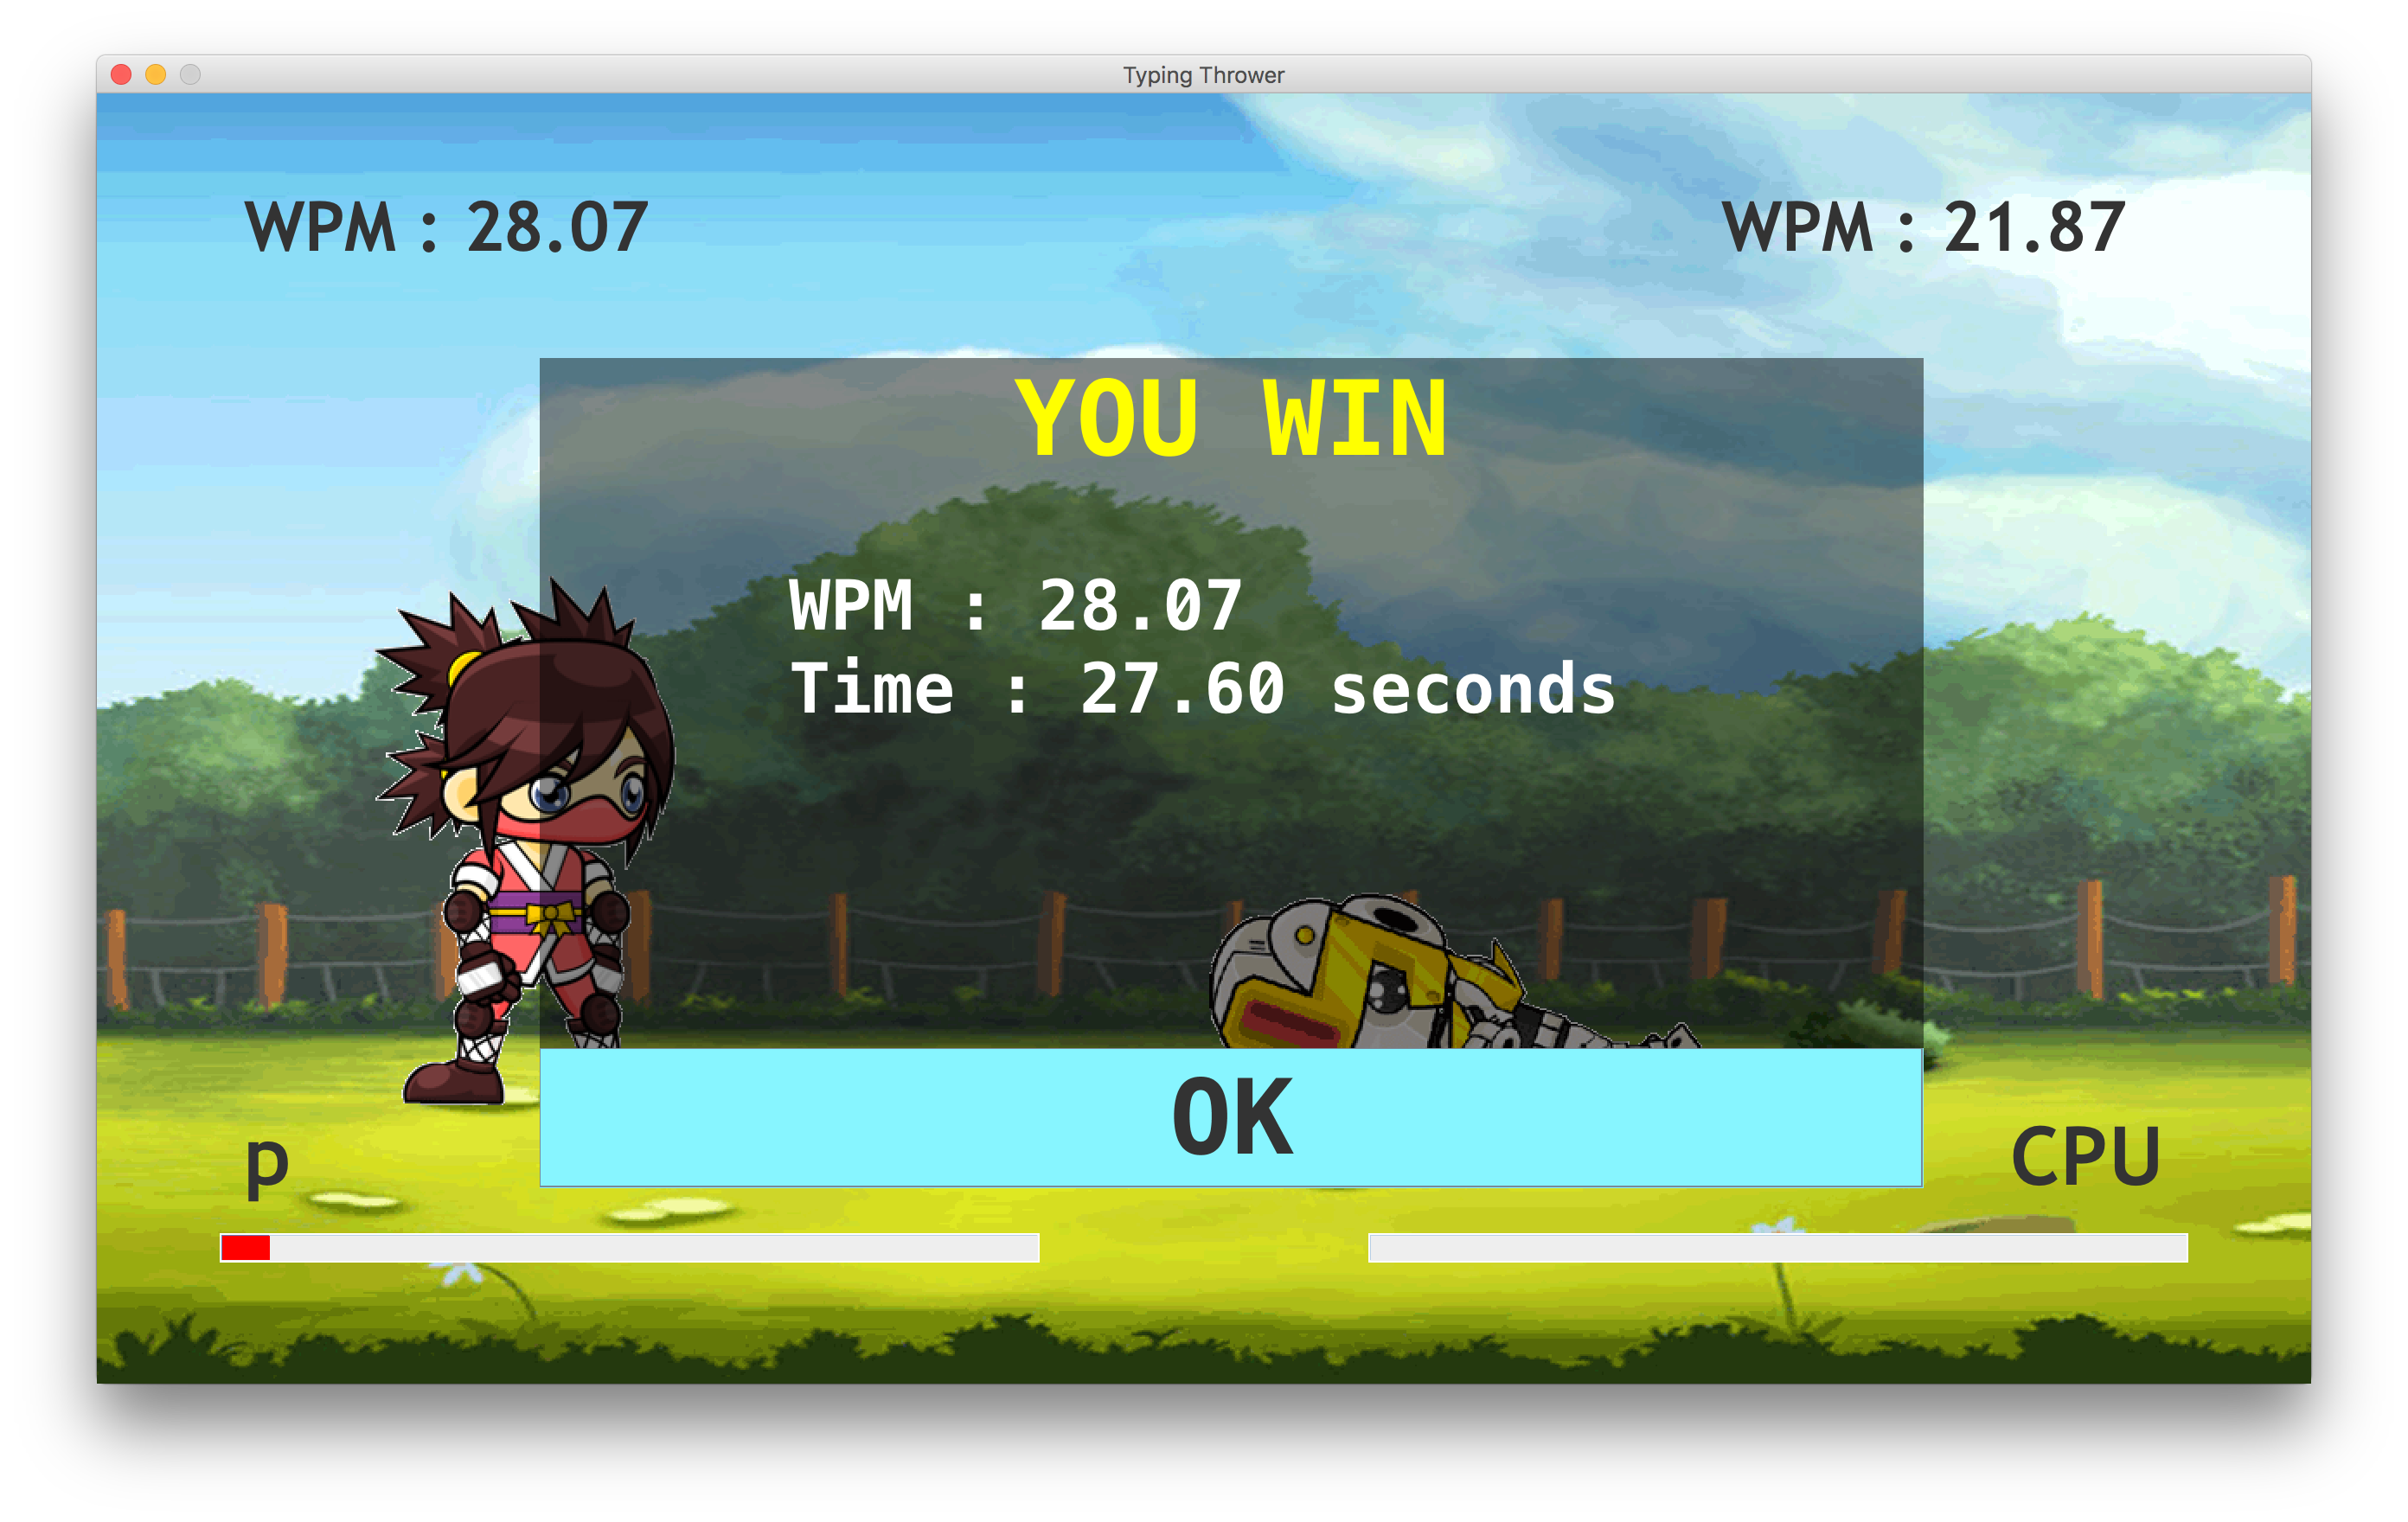 Typing Thrower
WPM : 28.07
WPM : 21.87
YOU WIN
WPM : 28.07
Time : 27.60 seconds
OK
p
CPU